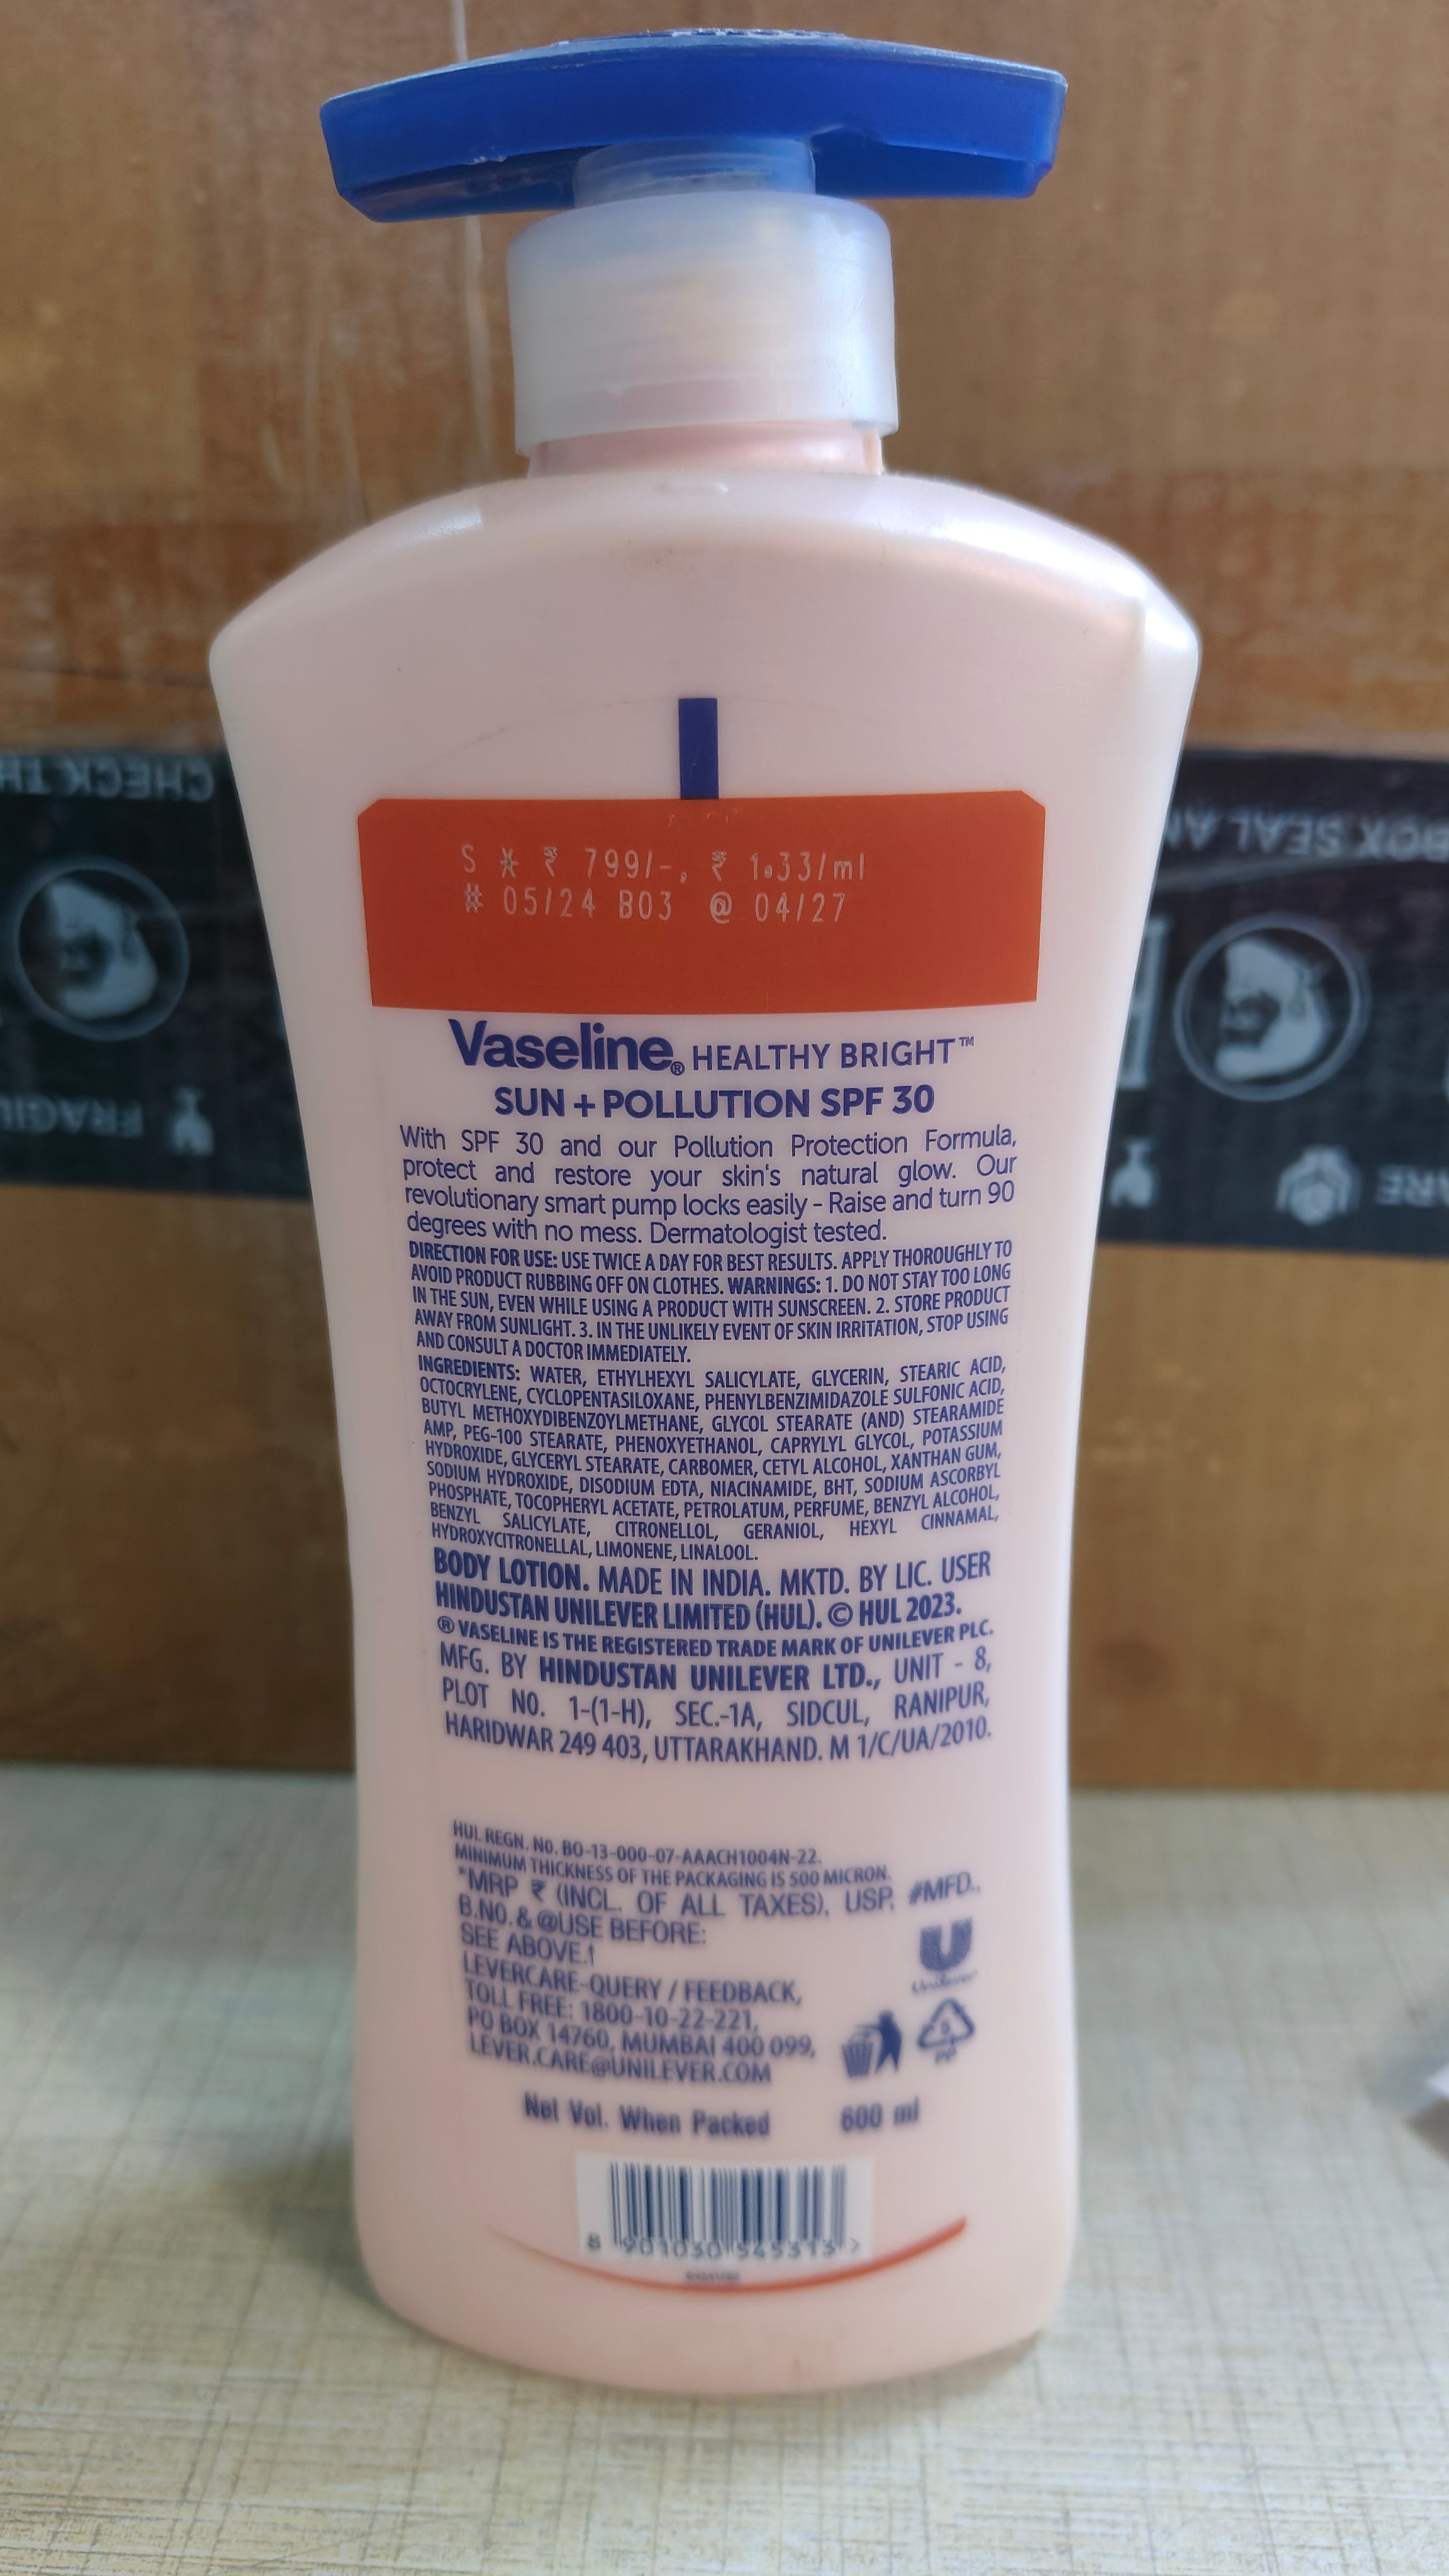 S * ₹ 799/-, ₹ 1.33/ml
# 05/24 B03 @ 04/27
Vaseline® HEALTHY BRIGHT™
SUN + POLLUTION SPF 30
With SPF 30 and our Pollution Protection Formula,
protect and restore your skin's natural glow. Our
revolutionary smart pump locks easily - Raise and turn 90
degrees with no mess. Dermatologist tested.
DIRECTION FOR USE: USE TWICE A DAY FOR BEST RESULTS. APPLY THOROUGHLY TO
AVOID PRODUCT RUBBING OFF ON CLOTHES. WARNINGS: 1. DO NOT STAY TOO LONG
IN THE SUN, EVEN WHILE USING A PRODUCT WITH SUNSCREEN. 2. STORE PRODUCT
AWAY FROM SUNLIGHT. 3. IN THE UNLIKELY EVENT OF SKIN IRRITATION, STOP USING
AND CONSULT A DOCTOR IMMEDIATELY.
INGREDIENTS: WATER, ETHYLHEXYL SALICYLATE, GLYCERIN, STEARIC ACID,
OCTOCRYLENE, CYCLOPENTASILOXANE, PHENYLBENZIMIDAZOLE SULFONIC ACID,
BUTYL METHOXYDIBENZOYLMETHANE, GLYCOL STEARATE (AND) STEARAMIDE
AMP, PEG-100 STEARATE, PHENOXYETHANOL, CAPRYLYL GLYCOL, POTASSIUM
HYDROXIDE, GLYCERYL STEARATE, CARBOMER, CETYL ALCOHOL, XANTHAN GUM,
SODIUM HYDROXIDE, DISODIUM EDTA, NIACINAMIDE, BHT, SODIUM ASCORBYL
PHOSPHATE, TOCOPHERYL ACETATE, PETROLATUM, PERFUME, BENZYL ALCOHOL,
BENZYL SALICYLATE, CITRONELLOL, GERANIOL, HEXYL CINNAMAL,
HYDROXYCITRONELLAL, LIMONENE, LINALOOL.
BODY LOTION. MADE IN INDIA. MKTD. BY LIC. USER
HINDUSTAN UNILEVER LIMITED (HUL). © HUL 2023.
® VASELINE IS THE REGISTERED TRADE MARK OF UNILEVER PLC.
MFG. BY HINDUSTAN UNILEVER LTD., UNIT - 8,
PLOT NO. 1-(1-H), SEC.-1A, SIDCUL, RANIPUR,
HARIDWAR 249 403, UTTARAKHAND. M 1/C/UA/2010.
HUL REGN. NO. BO-13-000-07-AAACH1004N-22.
MINIMUM THICKNESS OF THE PACKAGING IS 500 MICRON.
*MRP ₹ (INCL. OF ALL TAXES), USP, #MFD.,
B.NO. & @USE BEFORE:
SEE ABOVE.↑
LEVERCARE-QUERY / FEEDBACK,
TOLL FREE: 1800-10-22-221,
PO BOX 14760, MUMBAI 400 099,
LEVER.CARE@UNILEVER.COM
Unilever
5
PP
Net Vol. When Packed 600 ml
8 901030 945313 >
CHECK TH
FRAGIL
BOX SEAL AN
ARE